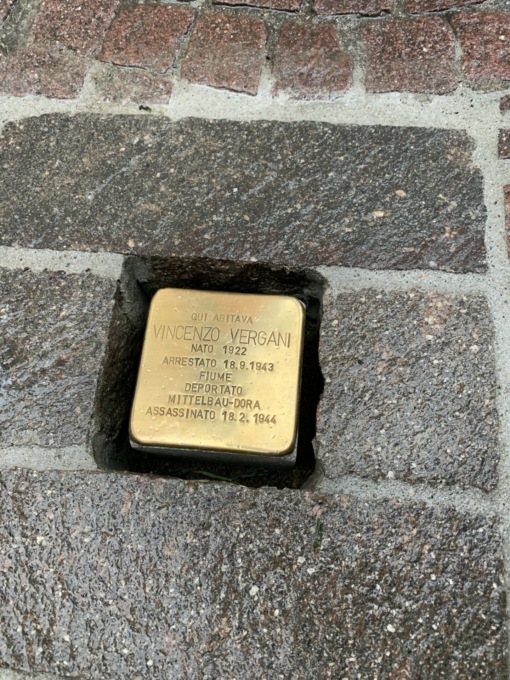 QUI ABITAVA
VINCENZO VERGANI
NATO 1922
ARRESTATO 18.9.1943
FIUME
DEPORTATO
MITTELBAU-DORA
ASSASSINATO 18.2.1944